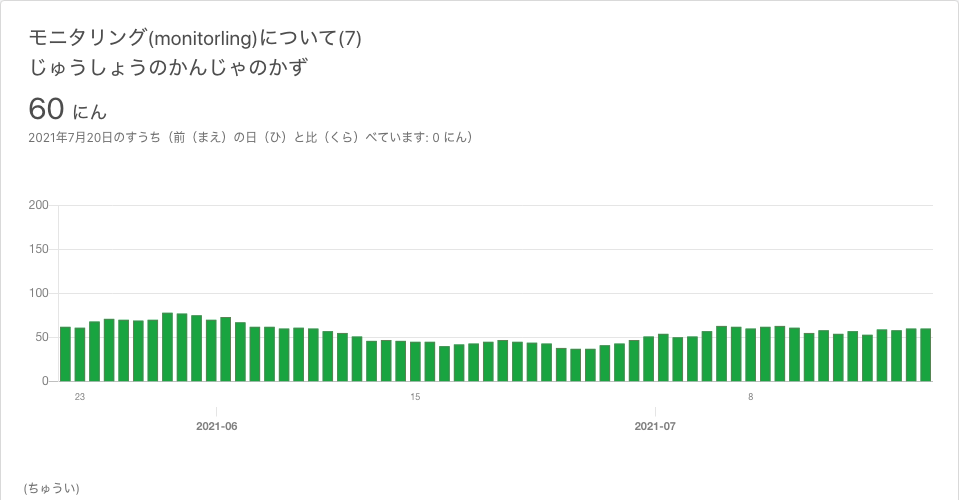 モニタリング(monitorling)について(7)
じゅうしょうのかんじゃのかず
60 にん
2021年7月20日のすうち（前（まえ）の日（ひ）と比（くら）べています: 0 にん）
200
150
100
50
0
23 15 8
2021-06 2021-07
(ちゅうい)